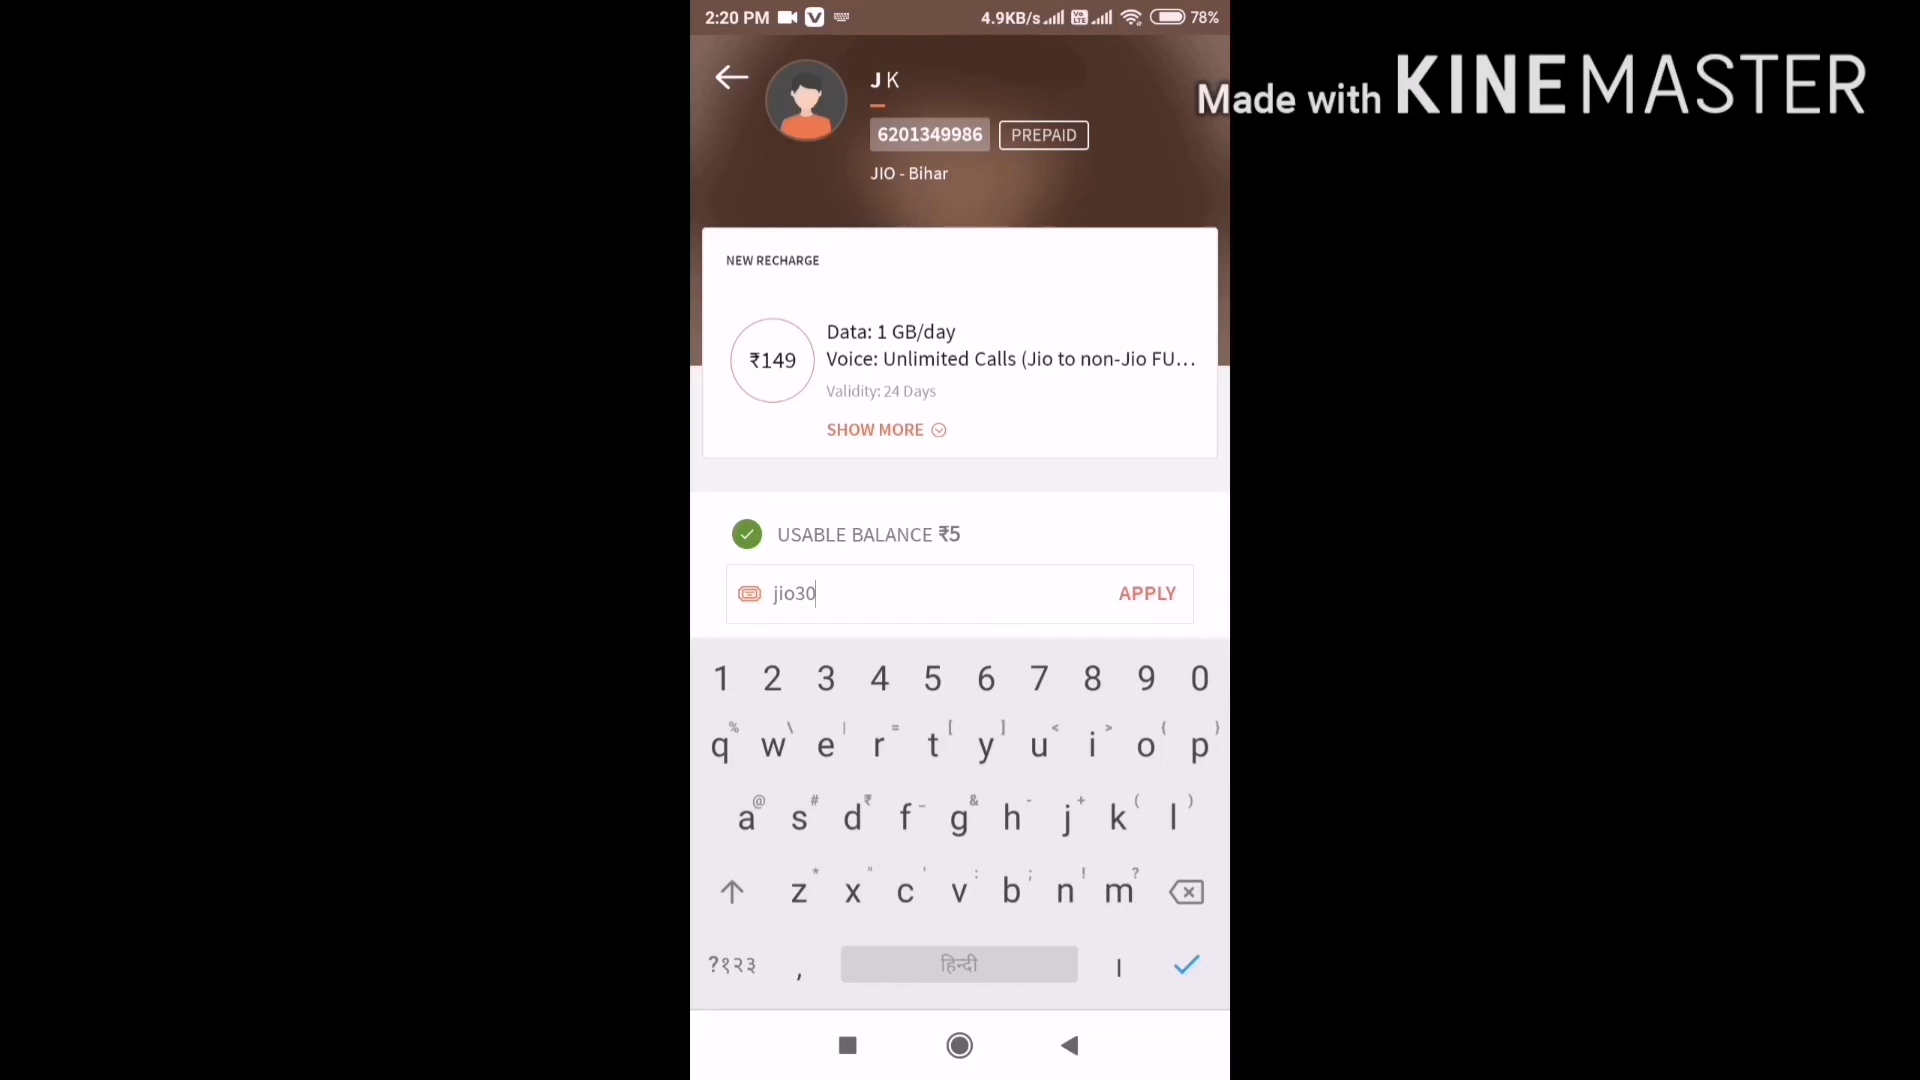 2:20 PM
4.9KB/s
Vo LTE
78%
Made with KINEMASTER
J K
6201349986
PREPAID
JIO - Bihar
NEW RECHARGE
₹149
Data: 1 GB/day
Voice: Unlimited Calls (Jio to non-Jio FU...
Validity: 24 Days
SHOW MORE
USABLE BALANCE ₹5
jio30
APPLY
1 2 3 4 5 6 7 8 9 0
% \ | = [ ] < > { }
q w e r t y u i o p
@ # ₹ _ & - + ( )
a s d f g h j k l
* " ' : ; ! ?
z x c v b n m
?१२३ , हिन्दी ।